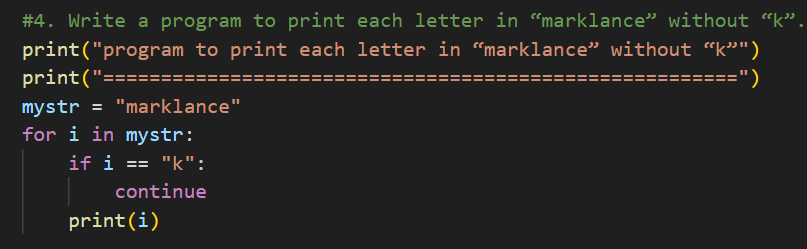 #4. Write a program to print each letter in “marklance” without “k”.
print("program to print each letter in “marklance” without “k”")
print("=======================================================")
mystr = "marklance"
for i in mystr:
    if i == "k":
        continue
    print(i)